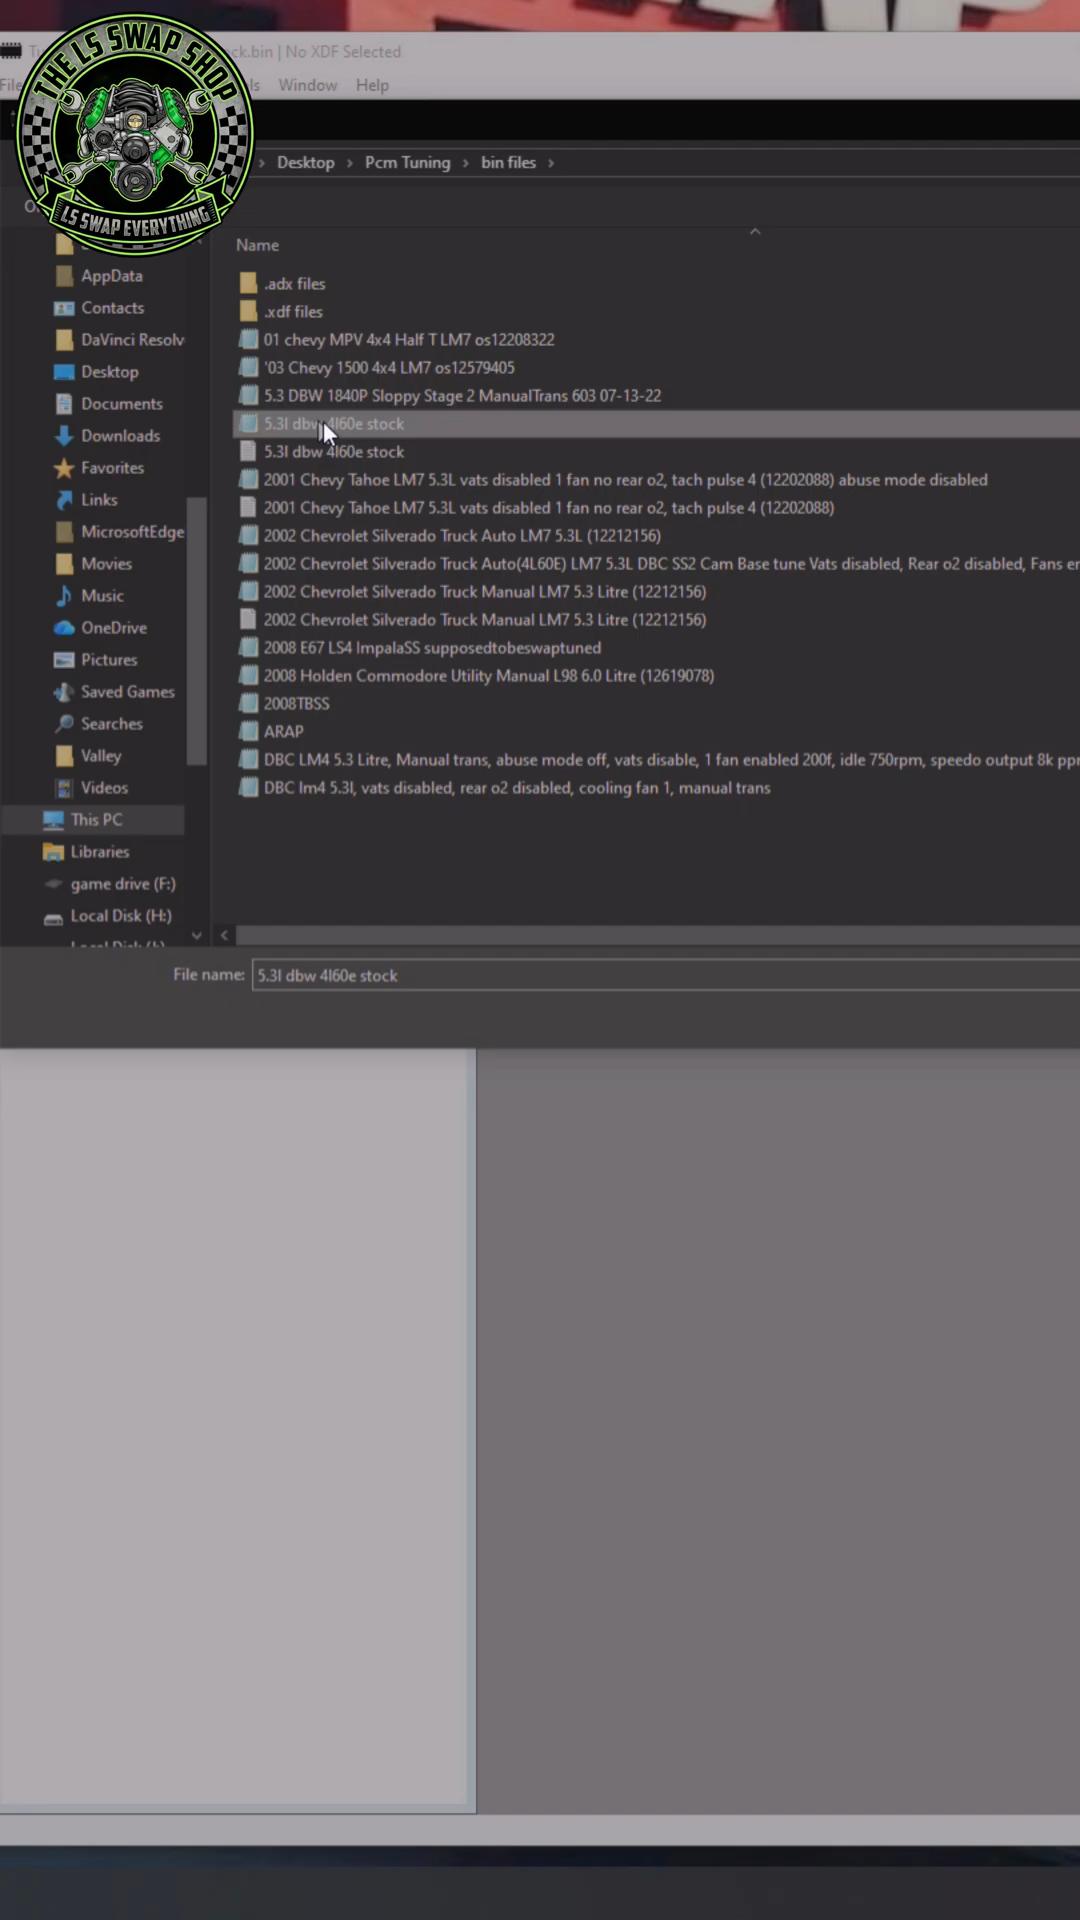 THE LS SWAP SHOP
LS SWAP EVERYTHING
ck.bin | No XDF Selected
File
ls Window Help
Desktop > Pcm Tuning > bin files >
Name
AppData
Contacts
DaVinci Resolv
Desktop
Documents
Downloads
Favorites
Links
MicrosoftEdge
Movies
Music
OneDrive
Pictures
Saved Games
Searches
Valley
Videos
This PC
Libraries
game drive (F:)
Local Disk (H:)
.adx files
.xdf files
01 chevy MPV 4x4 Half T LM7 os12208322
'03 Chevy 1500 4x4 LM7 os12579405
5.3 DBW 1840P Sloppy Stage 2 ManualTrans 603 07-13-22
5.3l dbw 4l60e stock
5.3l dbw 4l60e stock
2001 Chevy Tahoe LM7 5.3L vats disabled 1 fan no rear o2, tach pulse 4 (12202088) abuse mode disabled
2001 Chevy Tahoe LM7 5.3L vats disabled 1 fan no rear o2, tach pulse 4 (12202088)
2002 Chevrolet Silverado Truck Auto LM7 5.3L (12212156)
2002 Chevrolet Silverado Truck Auto(4L60E) LM7 5.3L DBC SS2 Cam Base tune Vats disabled, Rear o2 disabled, Fans en
2002 Chevrolet Silverado Truck Manual LM7 5.3 Litre (12212156)
2002 Chevrolet Silverado Truck Manual LM7 5.3 Litre (12212156)
2008 E67 LS4 ImpalaSS supposedtobeswaptuned
2008 Holden Commodore Utility Manual L98 6.0 Litre (12619078)
2008TBSS
ARAP
DBC LM4 5.3 Litre, Manual trans, abuse mode off, vats disable, 1 fan enabled 200f, idle 750rpm, speedo output 8k ppr
DBC lm4 5.3l, vats disabled, rear o2 disabled, cooling fan 1, manual trans
File name: 5.3l dbw 4l60e stock